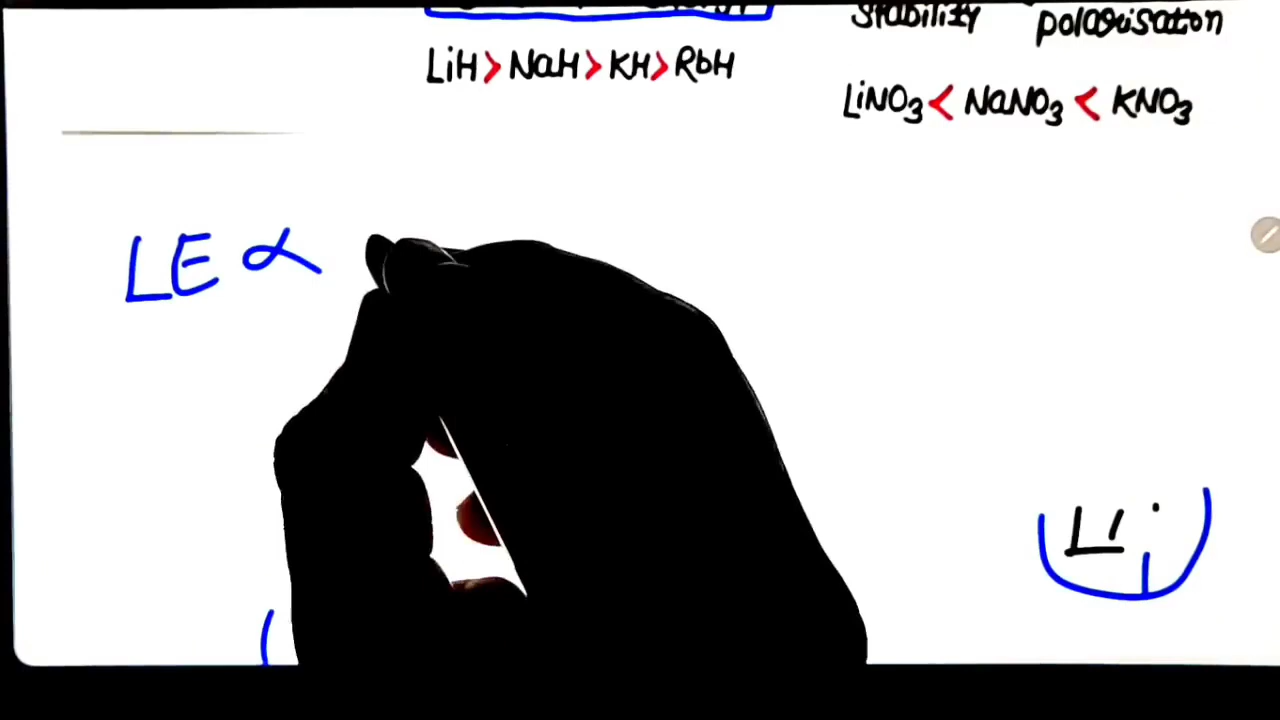 stability
polarisation
LiH > NaH > KH > RbH
LiNO3 < NaNO3 < KNO3
LE ∝
Li